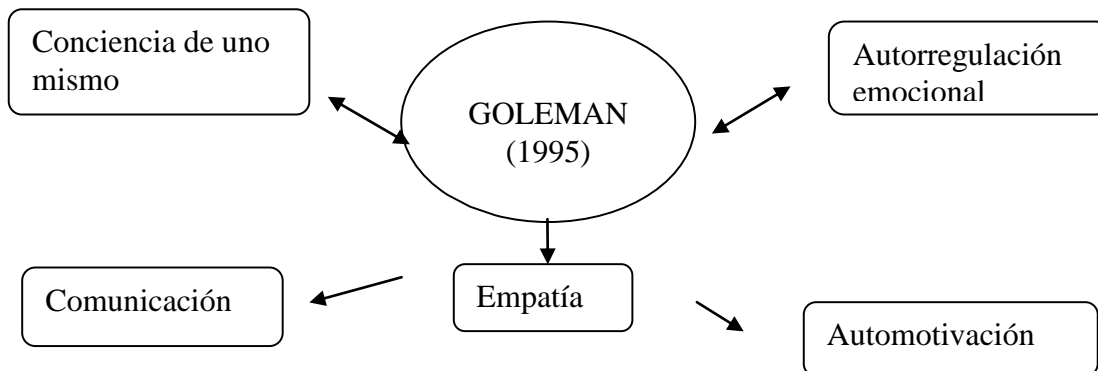 Conciencia de uno
mismo
GOLEMAN
(1995)
Autorregulación
emocional
Comunicación
Empatía
Automotivación